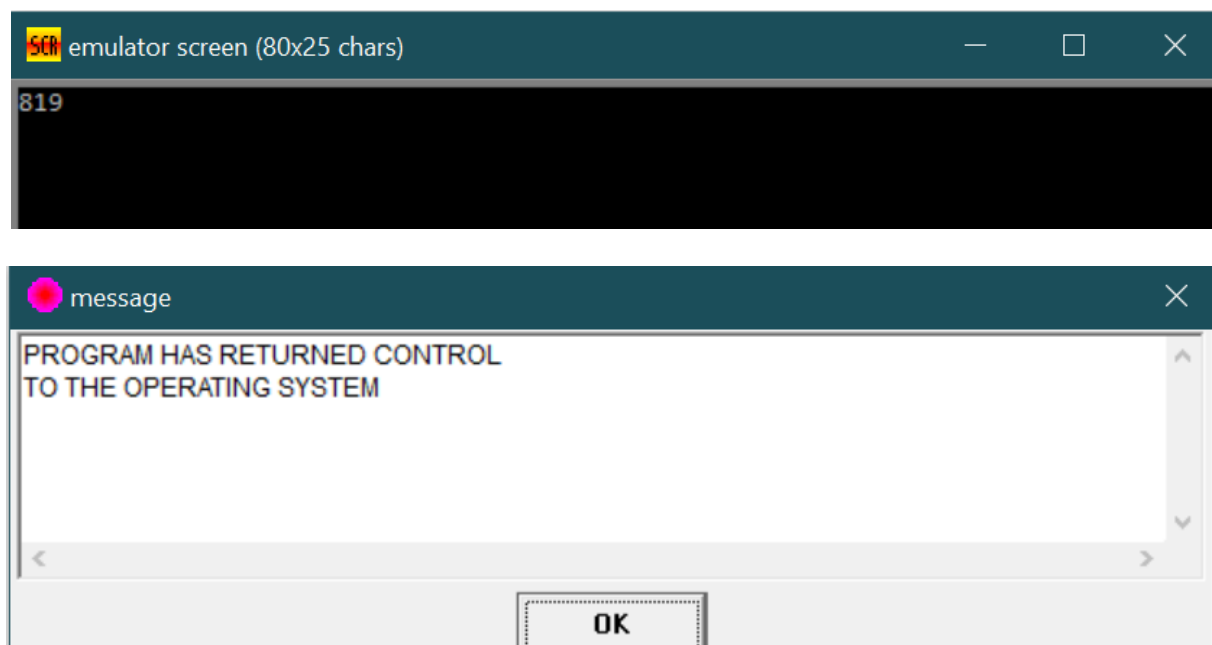 SCR emulator screen (80x25 chars)
819
message
PROGRAM HAS RETURNED CONTROL
TO THE OPERATING SYSTEM
OK